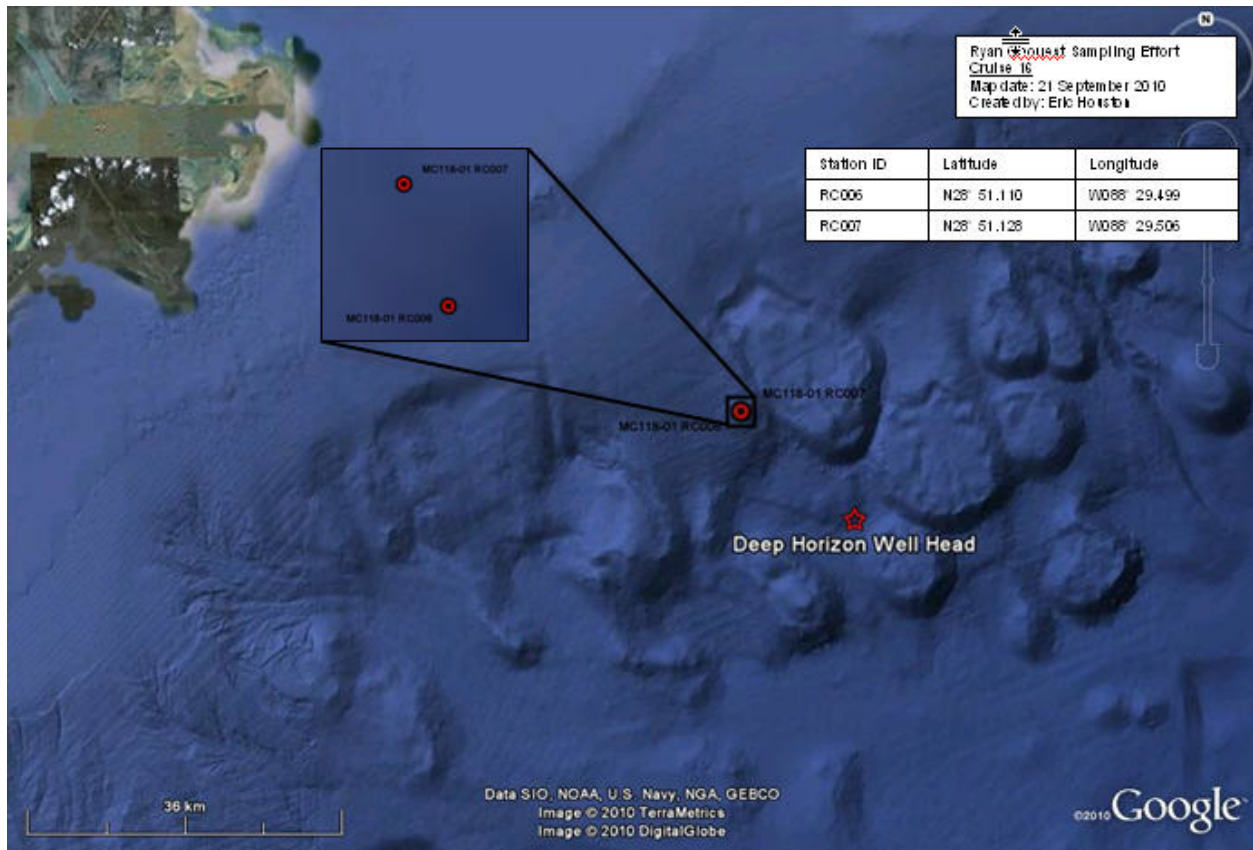 N
Ryan Chouest Sampling Effort
Cruise 16
Map date: 21 September 2010
Created by: Eric Houston
Station ID Latitude Longitude
RC006 N28° 51.110 W088° 29.499
RC007 N28° 51.128 W088° 29.506
MC118-01 RC007
MC118-01 RC006
MC118-01 RC007
MC118-01 RC006
Deep Horizon Well Head
36 km
Data SIO, NOAA, U.S. Navy, NGA, GEBCO
Image © 2010 TerraMetrics
Image © 2010 DigitalGlobe
©2010 Google